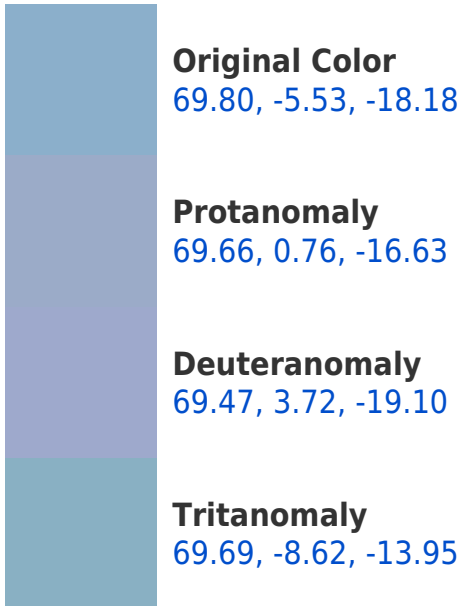 Original Color
69.80, -5.53, -18.18
Protanomaly
69.66, 0.76, -16.63
Deuteranomaly
69.47, 3.72, -19.10
Tritanomaly
69.69, -8.62, -13.95